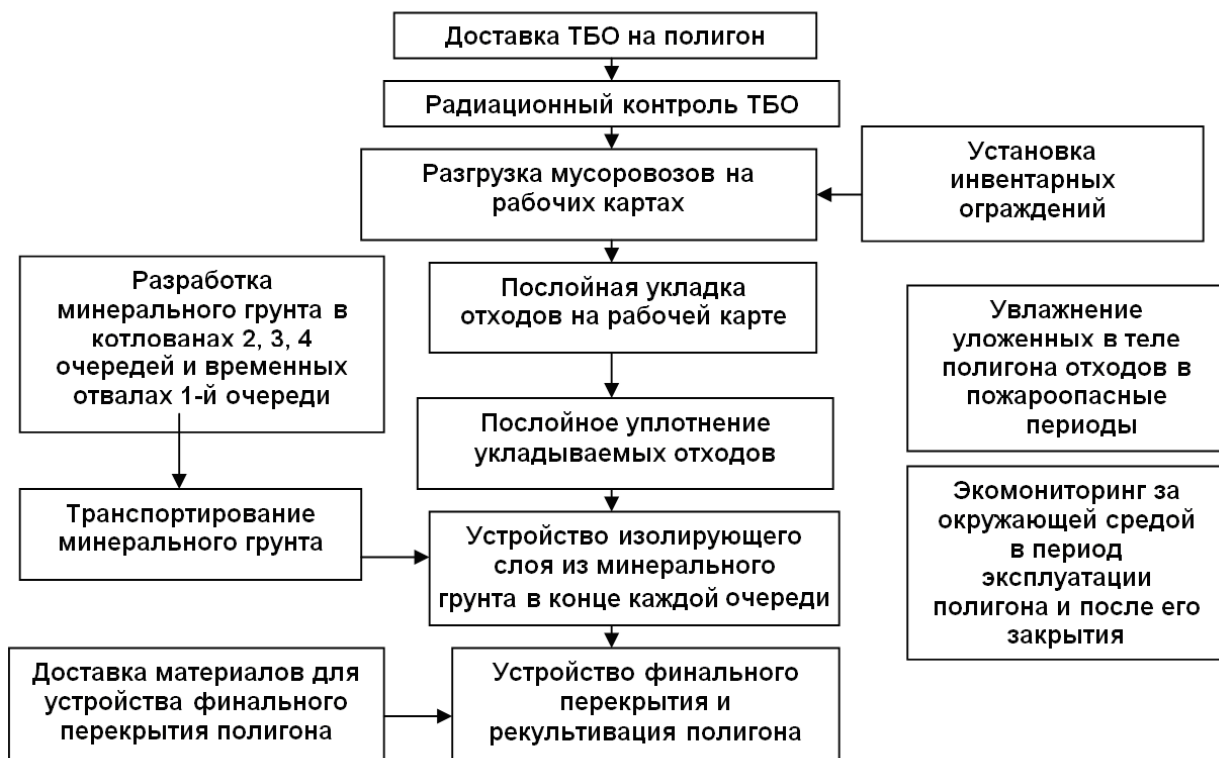 Доставка ТБО на полигон
Радиационный контроль ТБО
Разгрузка мусоровозов на
рабочих картах
Установка
инвентарных
ограждений
Разработка
минерального грунта в
котлованах 2, 3, 4
очередей и временных
отвалах 1-й очереди
Послойная укладка
отходов на рабочей карте
Увлажнение
уложенных в теле
полигона отходов в
пожароопасные
периоды
Послойное уплотнение
укладываемых отходов
Транспортирование
минерального грунта
Устройство изолирующего
слоя из минерального
грунта в конце каждой очереди
Экомониторинг за
окружающей средой
в период
эксплуатации
полигона и после его
закрытия
Доставка материалов для
устройства финального
перекрытия полигона
Устройство финального
перекрытия и
рекультивация полигона